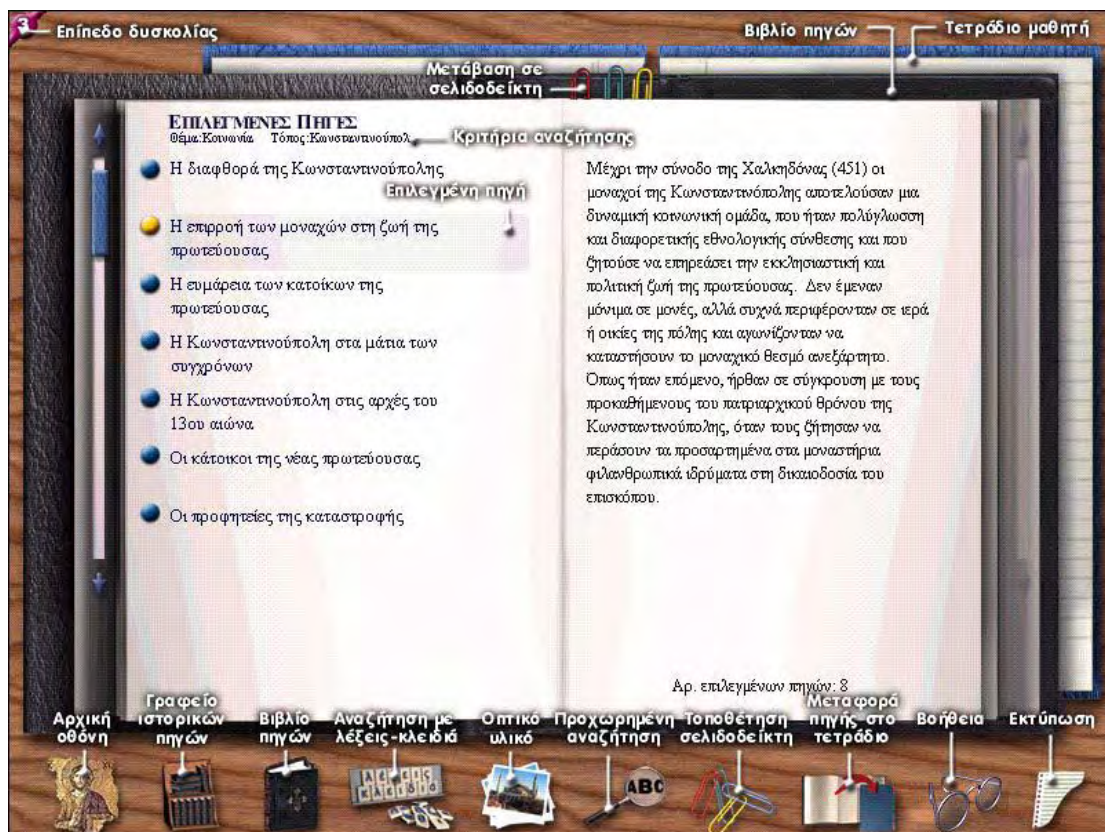 3
Επίπεδο δυσκολίας
Βιβλίο πηγών
Τετράδιο μαθητή
Μετάβαση σε
σελιδοδείκτη
ΕΠΙΛΕΓΜΕΝΕΣ ΠΗΓΕΣ
Θέμα:Κοινωνία Τόπος:Κωνσταντινούπολ
Κριτήρια αναζήτησης
Η διαφθορά της Κωνσταντινούπολης
Επιλεγμένη πηγή
Η επιρροή των μοναχών στη ζωή της
πρωτεύουσας
Η ευμάρεια των κατοίκων της
πρωτεύουσας
Η Κωνσταντινούπολη στα μάτια των
συγχρόνων
Η Κωνσταντινούπολη στις αρχές του
13ου αιώνα
Οι κάτοικοι της νέας πρωτεύουσας
Οι προφητείες της καταστροφής
Μέχρι την σύνοδο της Χαλκηδόνας (451) οι
μοναχοί της Κωνσταντινόπολης αποτελούσαν μια
δυναμική κοινωνική ομάδα, που ήταν πολύγλωσση
και διαφορετικής εθνολογικής σύνθεσης και που
ζητούσε να επηρεάσει την εκκλησιαστική και
πολιτική ζωή της πρωτεύουσας. Δεν έμεναν
μόνιμα σε μονές, αλλά συχνά περιφέρονταν σε ιερά
ή οικίες της πόλης και αγωνίζονταν να
καταστήσουν το μοναχικό θεσμό ανεξάρτητο.
Όπως ήταν επόμενο, ήρθαν σε σύγκρουση με τους
προκαθήμενους του πατριαρχικού θρόνου της
Κωνσταντινούπολης, όταν τους ζήτησαν να
περάσουν τα προσαρτημένα στα μοναστήρια
φιλανθρωπικά ιδρύματα στη δικαιοδοσία του
επισκόπου.
Αρ. επιλεγμένων πηγών: 8
Αρχική
οθόνη
Γραφείο
ιστορικών
πηγών
Βιβλίο
πηγών
Αναζήτηση με
λέξεις-κλειδιά
Οπτικό
υλικό
Προχωρημένη
αναζήτηση
Τοποθέτηση
σελιδοδείκτη
Μεταφορά
πηγής στο
τετράδιο
Βοήθεια
Εκτύπωση
λέξεις
κλειδιά
ABC